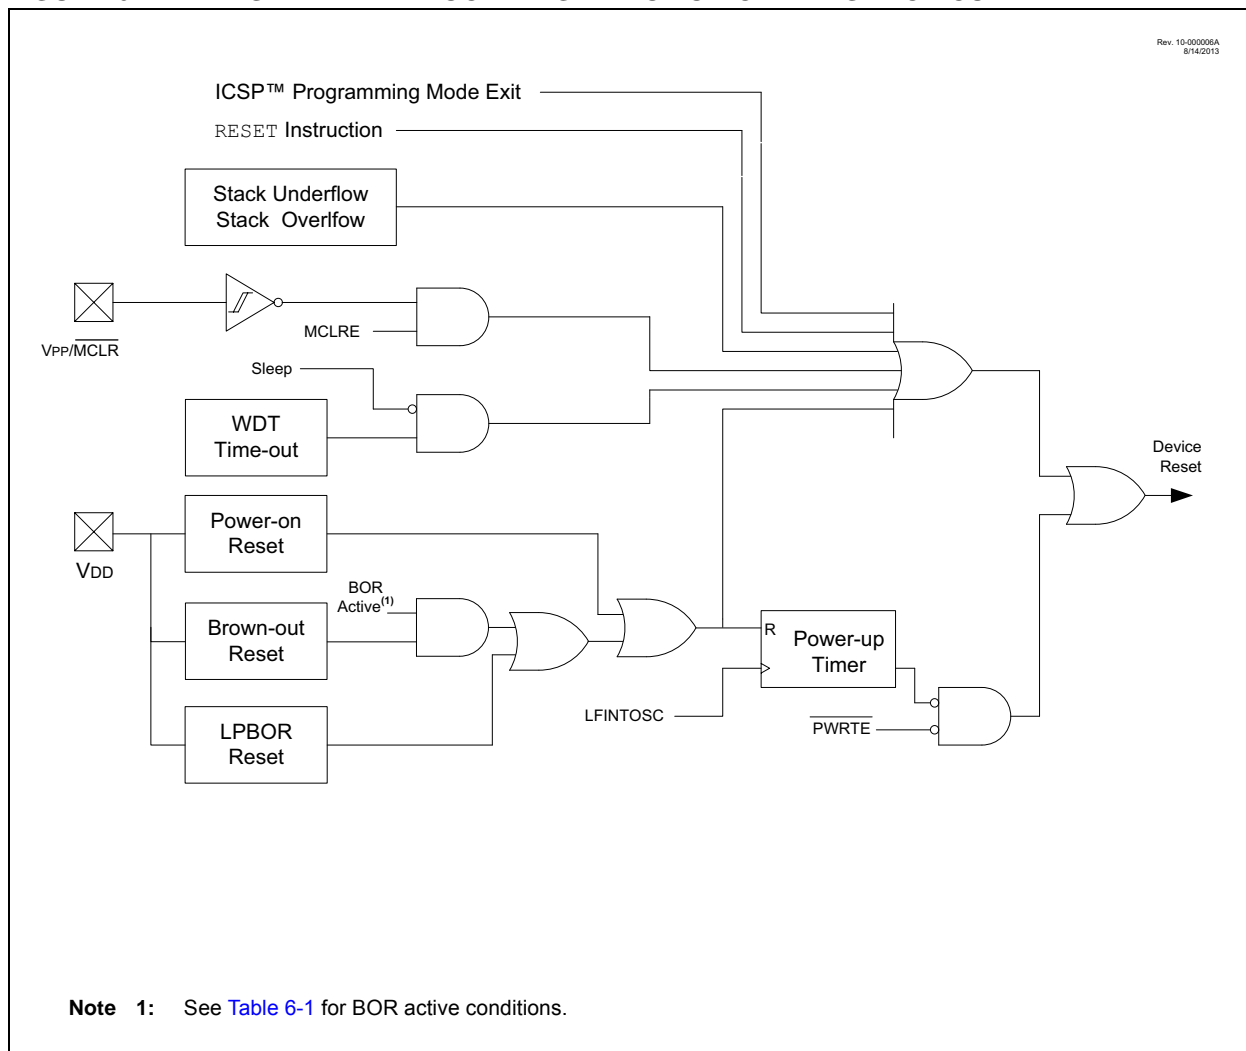 Rev. 10-000006A
8/14/2013
ICSP™ Programming Mode Exit
RESET Instruction
Stack Underflow
Stack Overlfow
VPP/MCLR
MCLRE
Sleep
WDT
Time-out
Device
Reset
VDD
Power-on
Reset
BOR
Active(1)
Brown-out
Reset
R
Power-up
Timer
LFINTOSC
PWRTE
LPBOR
Reset
Note 1: See Table 6-1 for BOR active conditions.